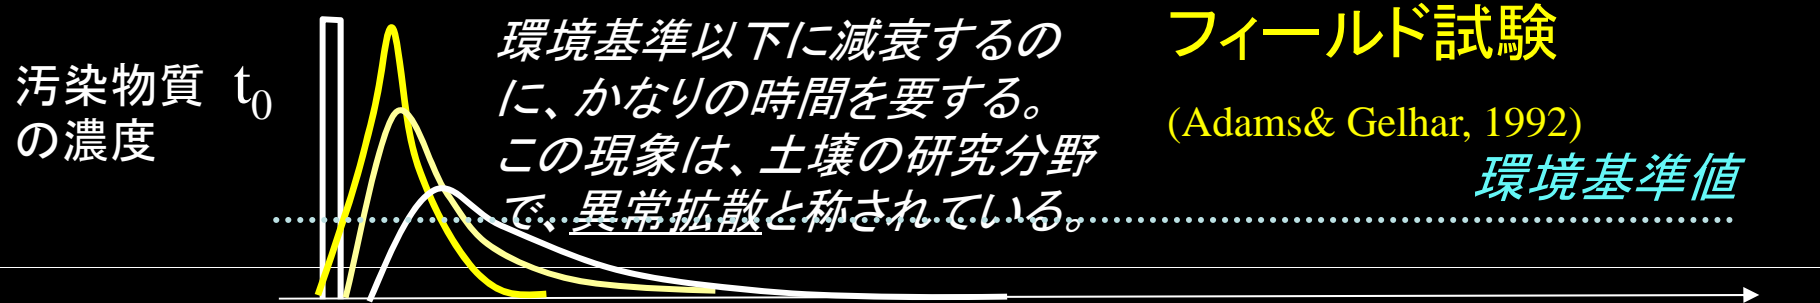 汚染物質 t0
の濃度
環境基準以下に減衰するの
に、かなりの時間を要する。
この現象は、土壌の研究分野
で、異常拡散と称されている。
フィールド試験
(Adams& Gelhar, 1992)
環境基準値